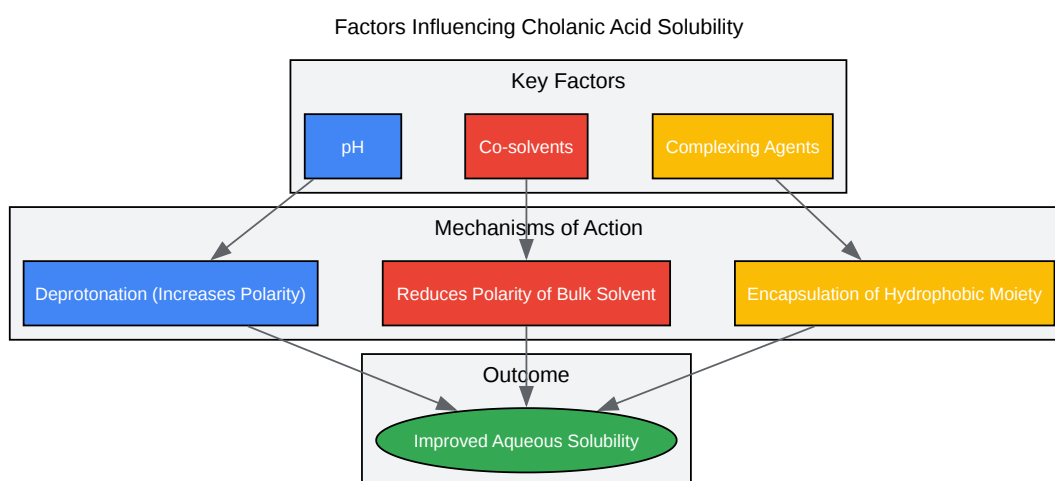 Factors Influencing Cholanic Acid Solubility
Key Factors
pH
Co-solvents
Complexing Agents
Mechanisms of Action
Deprotonation (Increases Polarity)
Reduces Polarity of Bulk Solvent
Encapsulation of Hydrophobic Moiety
Outcome
Improved Aqueous Solubility